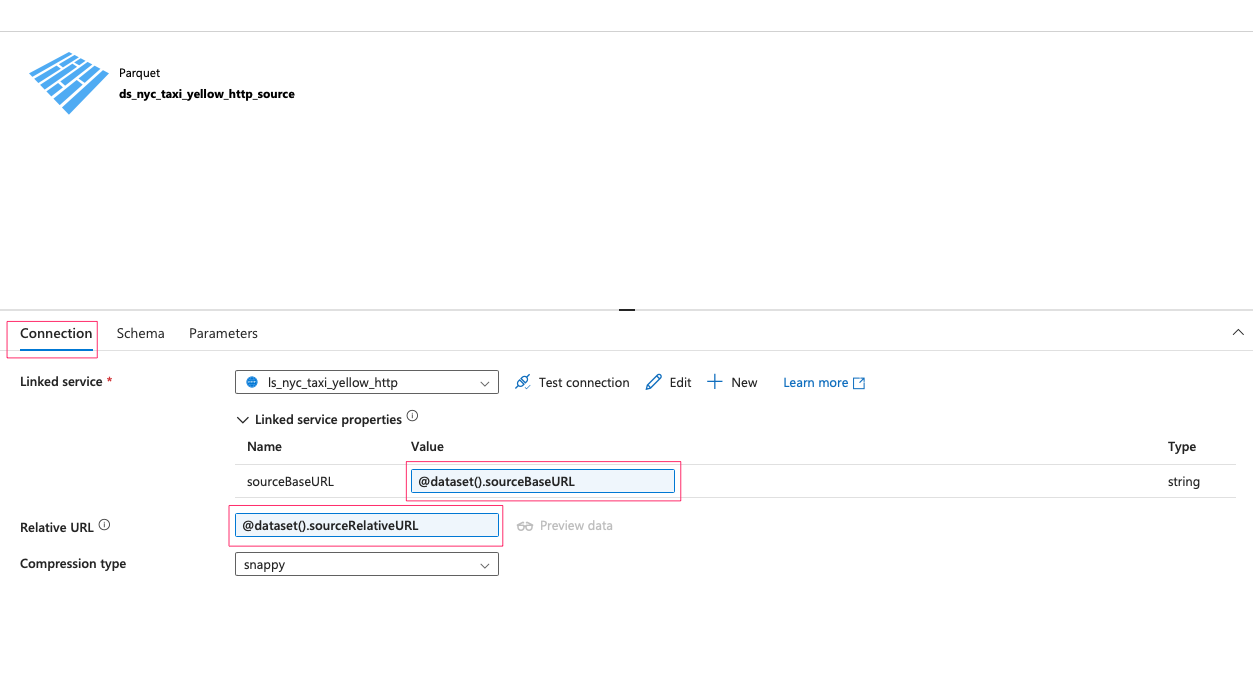 Parquet
ds_nyc_taxi_yellow_http_source
Connection Schema Parameters
Linked service * ls_nyc_taxi_yellow_http Test connection Edit New Learn more
Linked service properties
Name Value Type
sourceBaseURL @dataset().sourceBaseURL string
Relative URL @dataset().sourceRelativeURL Preview data
Compression type snappy